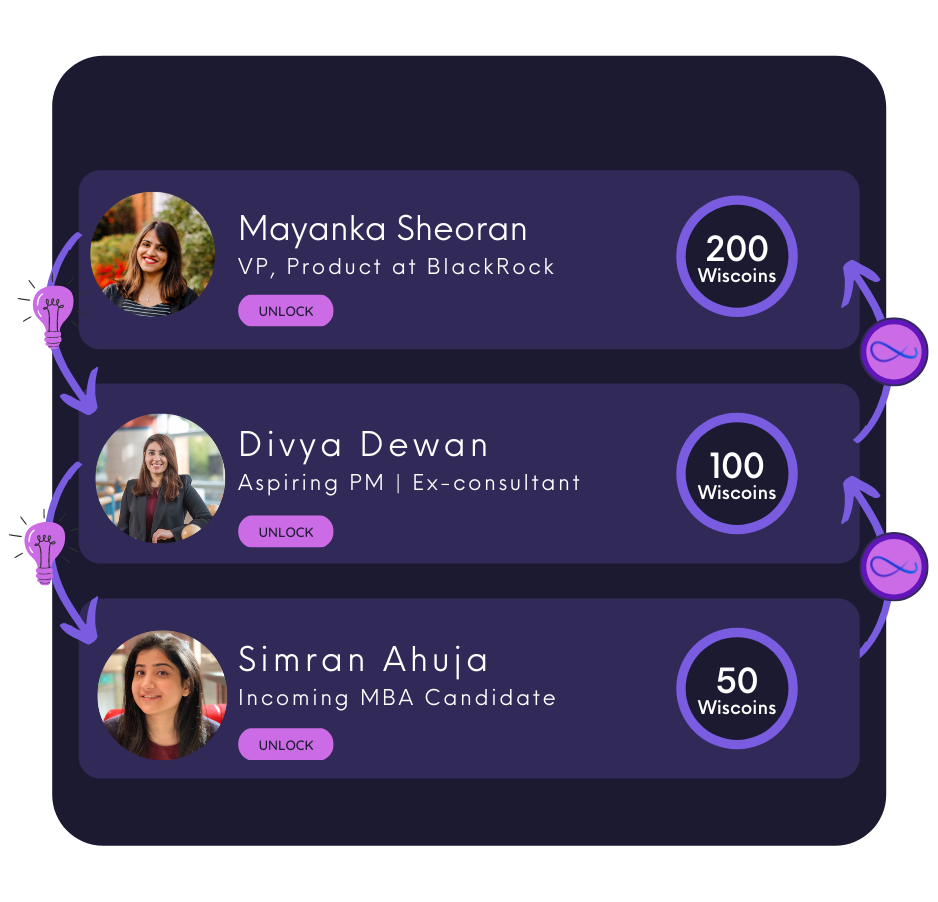 Mayanka Sheoran
VP, Product at BlackRock
UNLOCK
200
Wiscoins
Divya Dewan
Aspiring PM | Ex-consultant
UNLOCK
100
Wiscoins
Simran Ahuja
Incoming MBA Candidate
UNLOCK
50
Wiscoins